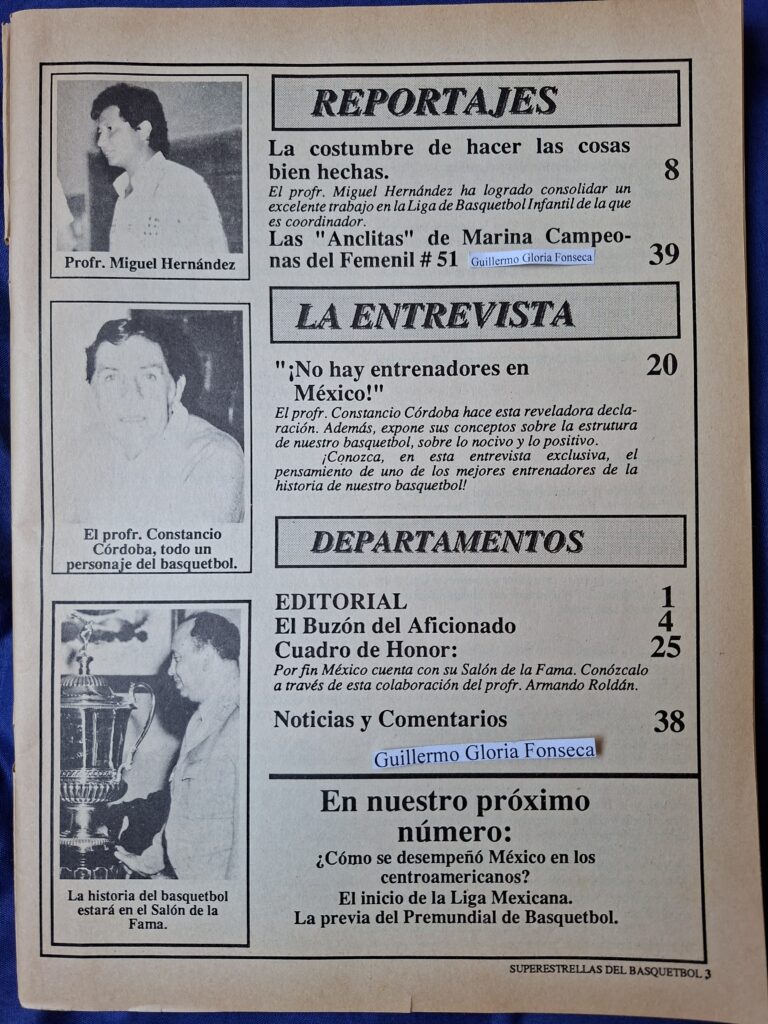 REPORTAJES
La costumbre de hacer las cosas
bien hechas. 8
El profr. Miguel Hernández ha logrado consolidar un
excelente trabajo en la Liga de Basquetbol Infantil de la que
es coordinador.
Las "Anclitas" de Marina Campeo-
nas del Femenil # 51 Guillermo Gloria Fonseca 39
Profr. Miguel Hernández
LA ENTREVISTA
"¡No hay entrenadores en 20
México!"
El profr. Constancio Córdoba hace esta reveladora decla-
ración. Además, expone sus conceptos sobre la estrutura
de nuestro basquetbol, sobre lo nocivo y lo positivo.
¡Conozca, en esta entrevista exclusiva, el
pensamiento de uno de los mejores entrenadores de la
historia de nuestro basquetbol!
El profr. Constancio
Córdoba, todo un
personaje del basquetbol.
DEPARTAMENTOS
EDITORIAL 1
El Buzón del Aficionado 4
Cuadro de Honor: 25
Por fin México cuenta con su Salón de la Fama. Conózcalo
a través de esta colaboración del profr. Armando Roldán.
Noticias y Comentarios 38
Guillermo Gloria Fonseca
La historia del basquetbol
estará en el Salón de la
Fama.
En nuestro próximo
número:
¿Cómo se desempeñó México en los
centroamericanos?
El inicio de la Liga Mexicana.
La previa del Premundial de Basquetbol.
SUPERESTRELLAS DEL BASQUETBOL 3